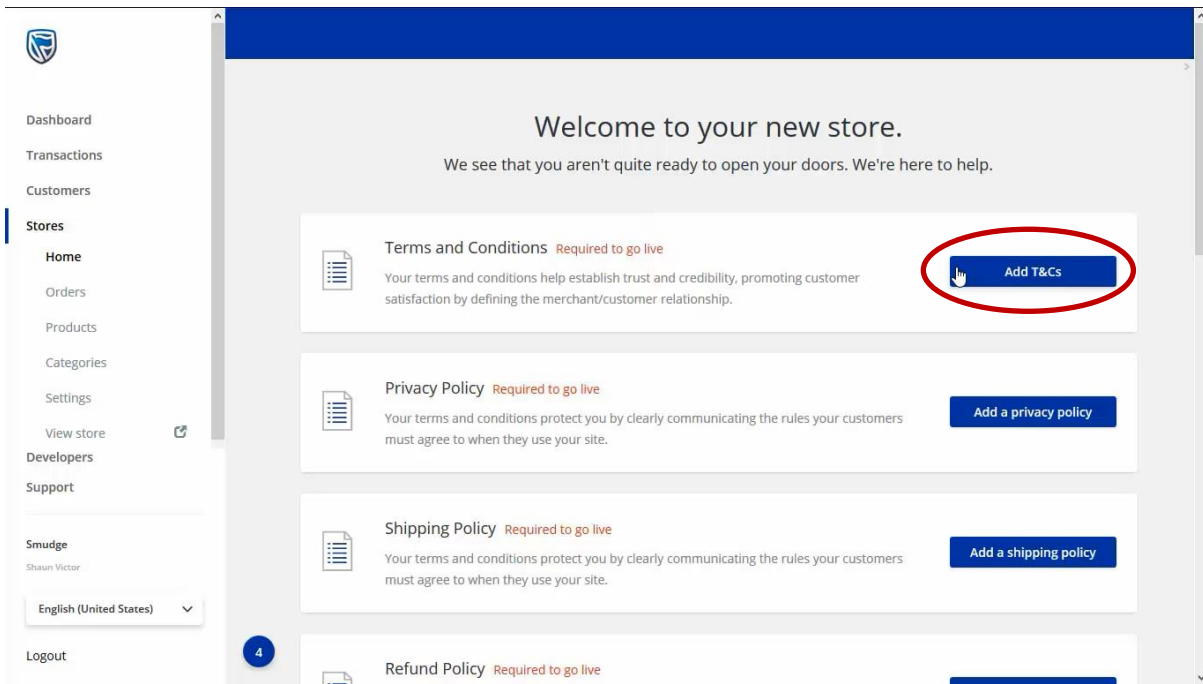 Dashboard
Transactions
Customers
Stores
Home
Orders
Products
Categories
Settings
View store
Developers
Support
Smudge
Shaun Victor
English (United States)
Logout
Welcome to your new store.
We see that you aren't quite ready to open your doors. We're here to help.
Terms and Conditions Required to go live
Your terms and conditions help establish trust and credibility, promoting customer
satisfaction by defining the merchant/customer relationship.
Add T&Cs
Privacy Policy Required to go live
Your terms and conditions protect you by clearly communicating the rules your customers
must agree to when they use your site.
Add a privacy policy
Shipping Policy Required to go live
Your terms and conditions protect you by clearly communicating the rules your customers
must agree to when they use your site.
Add a shipping policy
4
Refund Policy Required to go live